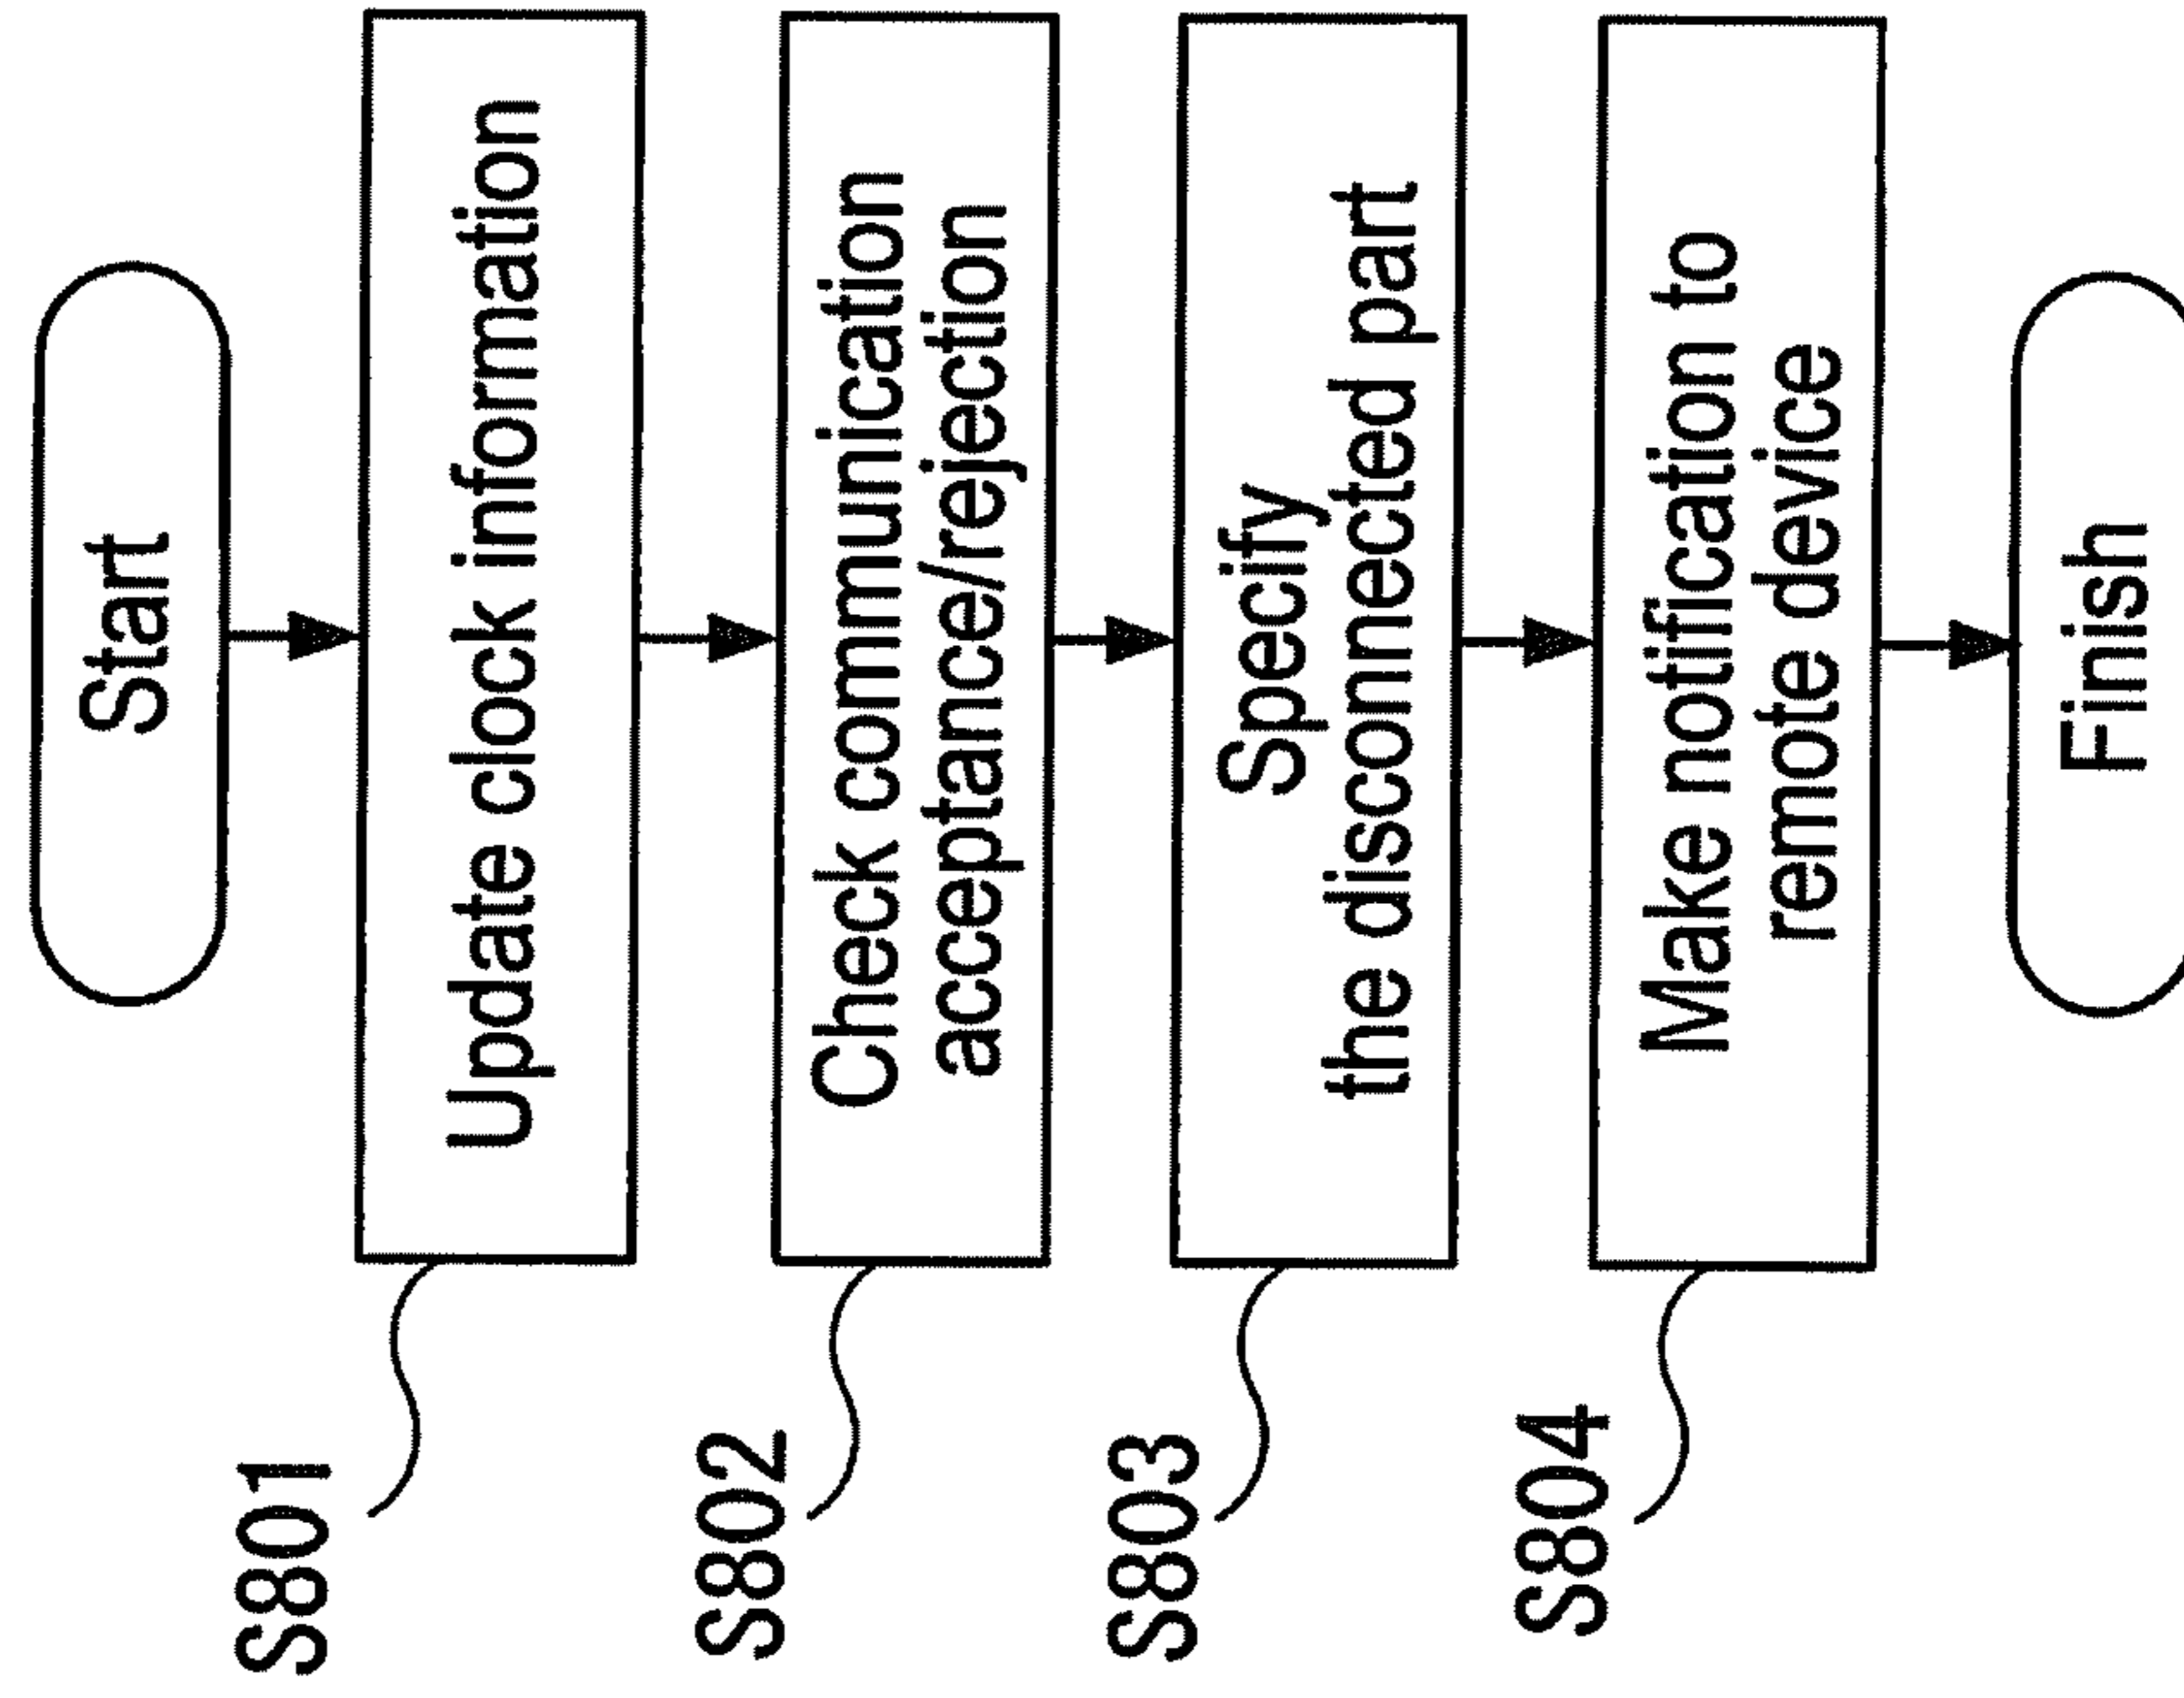 Start
S801
Update clock information
S802
Check communication
acceptance/rejection
S803
Specify
the disconnected part
S804
Make notification to
remote device
Finish